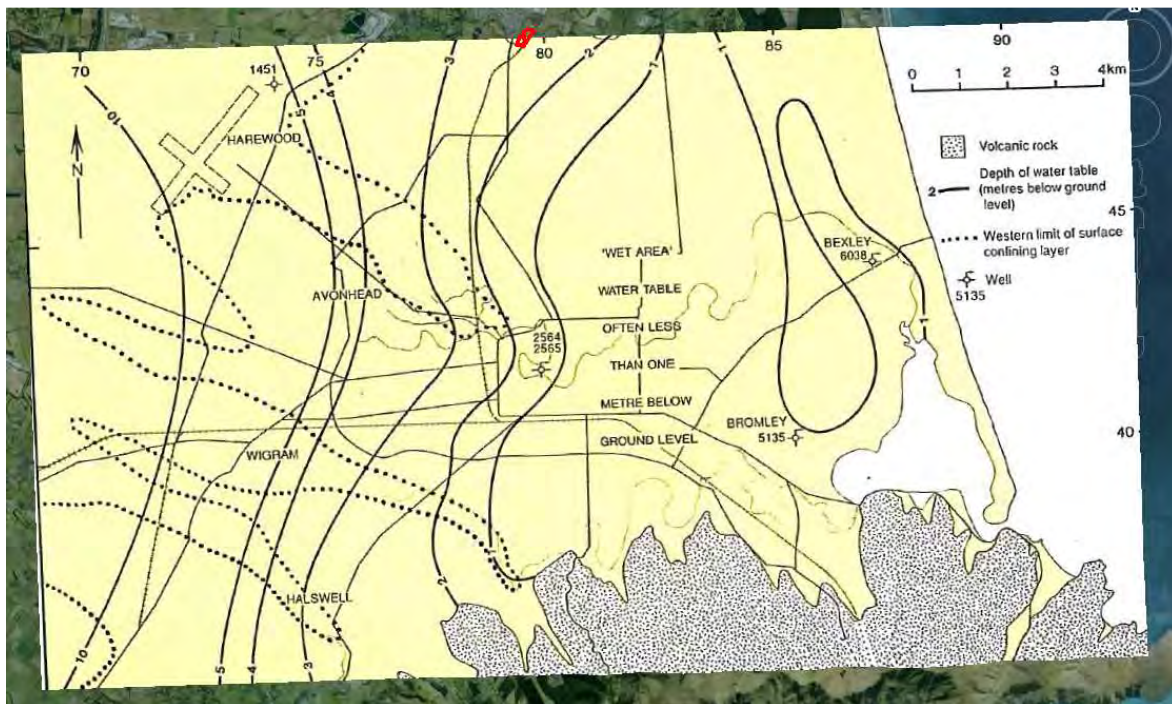 70
75
80
85
90
1451
10
5
4
3
2
1
1
0 1 2 3 4km
HAREWOOD
N
Volcanic rock
Depth of water table
2 (metres below ground
level)
Western limit of surface
confining layer
Well
5135
45
BEXLEY
6038
'WET AREA'
WATER TABLE
OFTEN LESS
THAN ONE
METRE BELOW
GROUND LEVEL
AVONHEAD
2564
2565
1
BROMLEY
5135
40
WIGRAM
HALSWELL
1
2
10
5
4
3